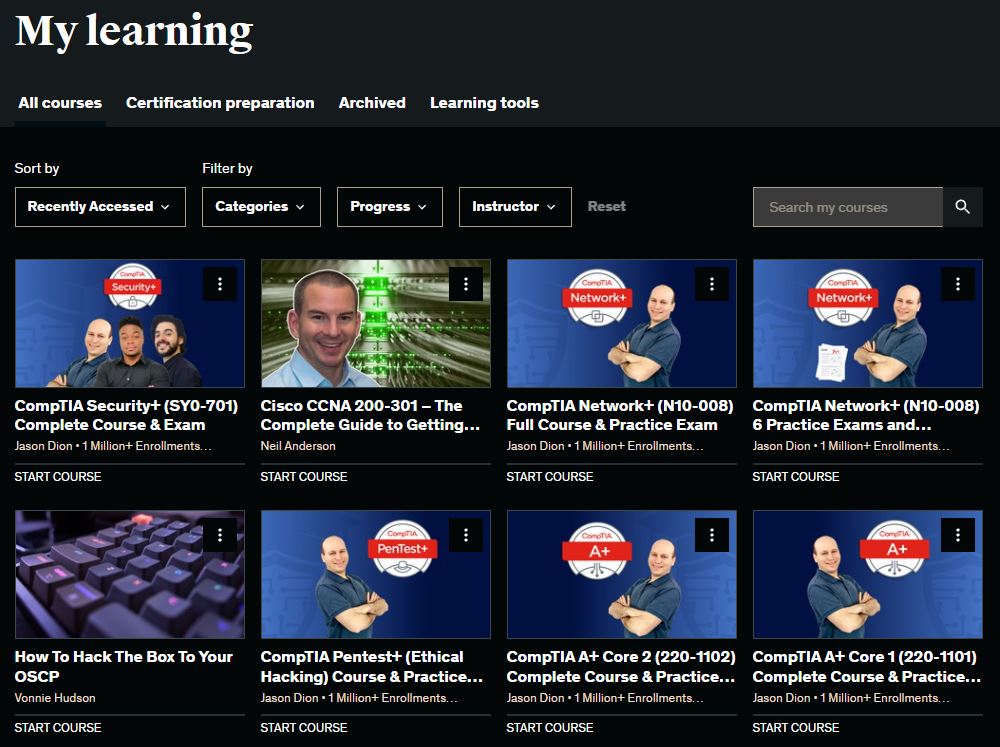 My learning
All courses Certification preparation Archived Learning tools
Sort by Filter by
Recently Accessed Categories Progress Instructor Reset Search my courses
CompTIA
Security+
CompTIA
Network+
CompTIA
Network+
CompTIA Security+ (SY0-701)
Complete Course & Exam
Jason Dion • 1 Million+ Enrollments…
START COURSE
Cisco CCNA 200-301 – The
Complete Guide to Getting…
Neil Anderson
START COURSE
CompTIA Network+ (N10-008)
Full Course & Practice Exam
Jason Dion • 1 Million+ Enrollments…
START COURSE
CompTIA Network+ (N10-008)
6 Practice Exams and…
Jason Dion • 1 Million+ Enrollments…
START COURSE
CompTIA
PenTest+
CompTIA
A+
CompTIA
A+
How To Hack The Box To Your
OSCP
Vonnie Hudson
START COURSE
CompTIA Pentest+ (Ethical
Hacking) Course & Practice…
Jason Dion • 1 Million+ Enrollments…
START COURSE
CompTIA A+ Core 2 (220-1102)
Complete Course & Practice…
Jason Dion • 1 Million+ Enrollments…
START COURSE
CompTIA A+ Core 1 (220-1101)
Complete Course & Practice…
Jason Dion • 1 Million+ Enrollments…
START COURSE